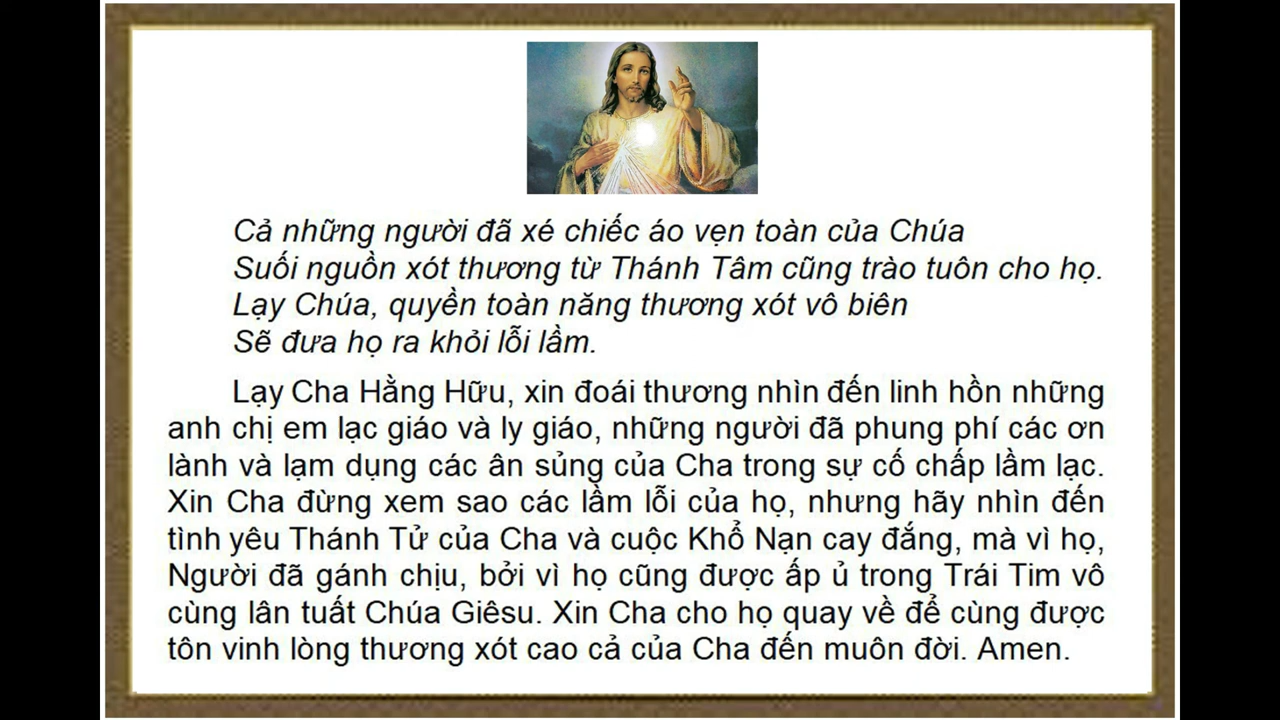 Cả những người đã xé chiếc áo vẹn toàn của Chúa
Suối nguồn xót thương từ Thánh Tâm cũng trào tuôn cho họ.
Lạy Chúa, quyền toàn năng thương xót vô biên
Sẽ đưa họ ra khỏi lỗi lầm.
Lạy Cha Hằng Hữu, xin đoái thương nhìn đến linh hồn những
anh chị em lạc giáo và ly giáo, những người đã phung phí các ơn
lành và lạm dụng các ân sủng của Cha trong sự cố chấp lầm lạc.
Xin Cha đừng xem sao các lầm lỗi của họ, nhưng hãy nhìn đến
tình yêu Thánh Tử của Cha và cuộc Khổ Nạn cay đắng, mà vì họ,
Người đã gánh chịu, bởi vì họ cũng được ấp ủ trong Trái Tim vô
cùng lân tuất Chúa Giêsu. Xin Cha cho họ quay về để cùng được
tôn vinh lòng thương xót cao cả của Cha đến muôn đời. Amen.